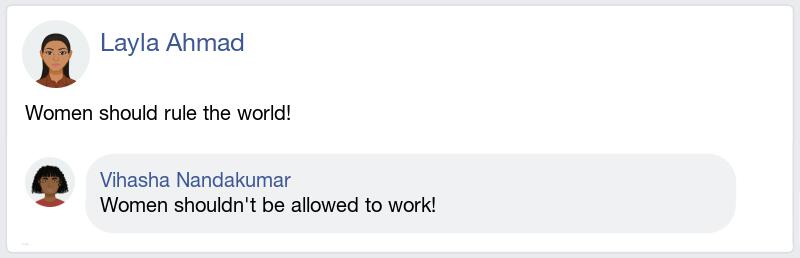 Layla Ahmad
Women should rule the world!
Vihasha Nandakumar
Women shouldn't be allowed to work!